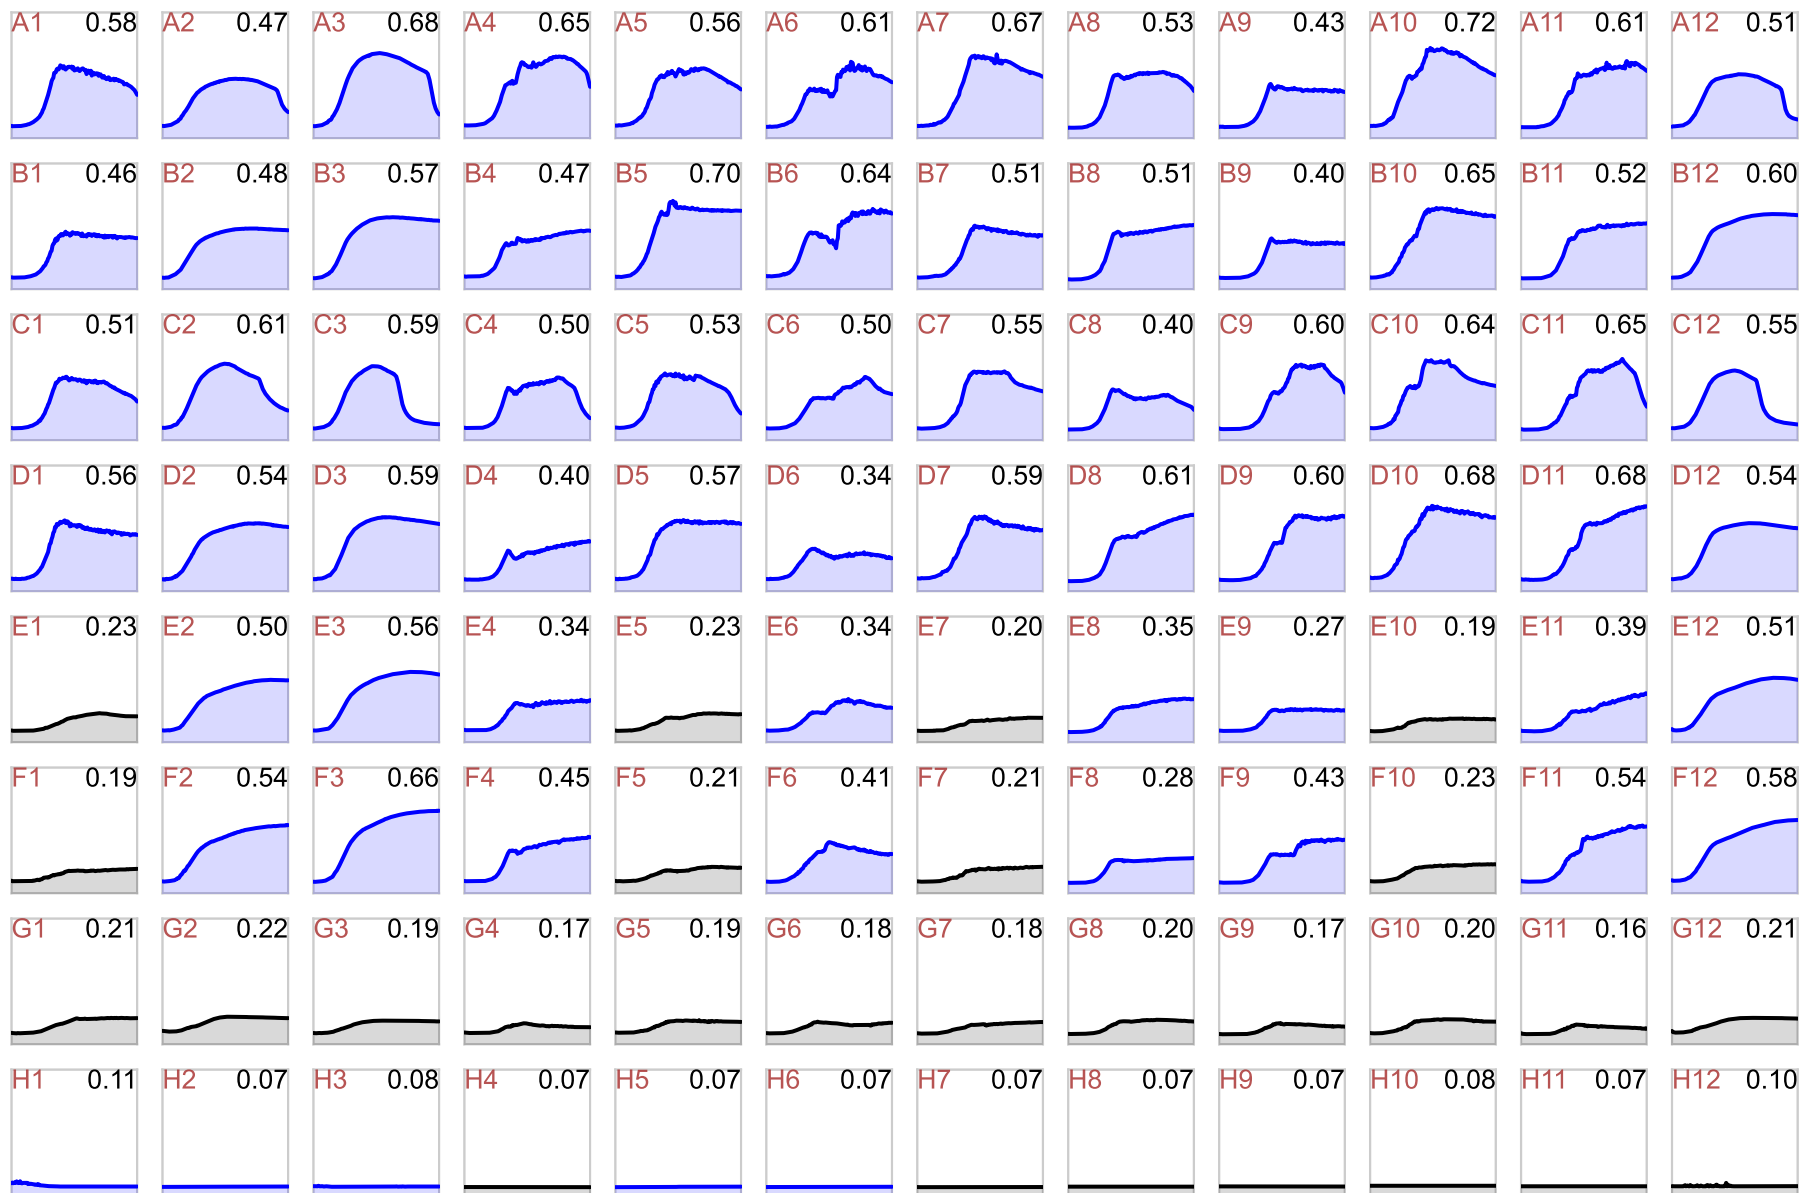 A1 0.58 A2 0.47 A3 0.68 A4 0.65 A5 0.56 A6 0.61 A7 0.67 A8 0.53 A9 0.43 A10 0.72 A11 0.61 A12 0.51
B1 0.46 B2 0.48 B3 0.57 B4 0.47 B5 0.70 B6 0.64 B7 0.51 B8 0.51 B9 0.40 B10 0.65 B11 0.52 B12 0.60
C1 0.51 C2 0.61 C3 0.59 C4 0.50 C5 0.53 C6 0.50 C7 0.55 C8 0.40 C9 0.60 C10 0.64 C11 0.65 C12 0.55
D1 0.56 D2 0.54 D3 0.59 D4 0.40 D5 0.57 D6 0.34 D7 0.59 D8 0.61 D9 0.60 D10 0.68 D11 0.68 D12 0.54
E1 0.23 E2 0.50 E3 0.56 E4 0.34 E5 0.23 E6 0.34 E7 0.20 E8 0.35 E9 0.27 E10 0.19 E11 0.39 E12 0.51
F1 0.19 F2 0.54 F3 0.66 F4 0.45 F5 0.21 F6 0.41 F7 0.21 F8 0.28 F9 0.43 F10 0.23 F11 0.54 F12 0.58
G1 0.21 G2 0.22 G3 0.19 G4 0.17 G5 0.19 G6 0.18 G7 0.18 G8 0.20 G9 0.17 G10 0.20 G11 0.16 G12 0.21
H1 0.11 H2 0.07 H3 0.08 H4 0.07 H5 0.07 H6 0.07 H7 0.07 H8 0.07 H9 0.07 H10 0.08 H11 0.07 H12 0.10